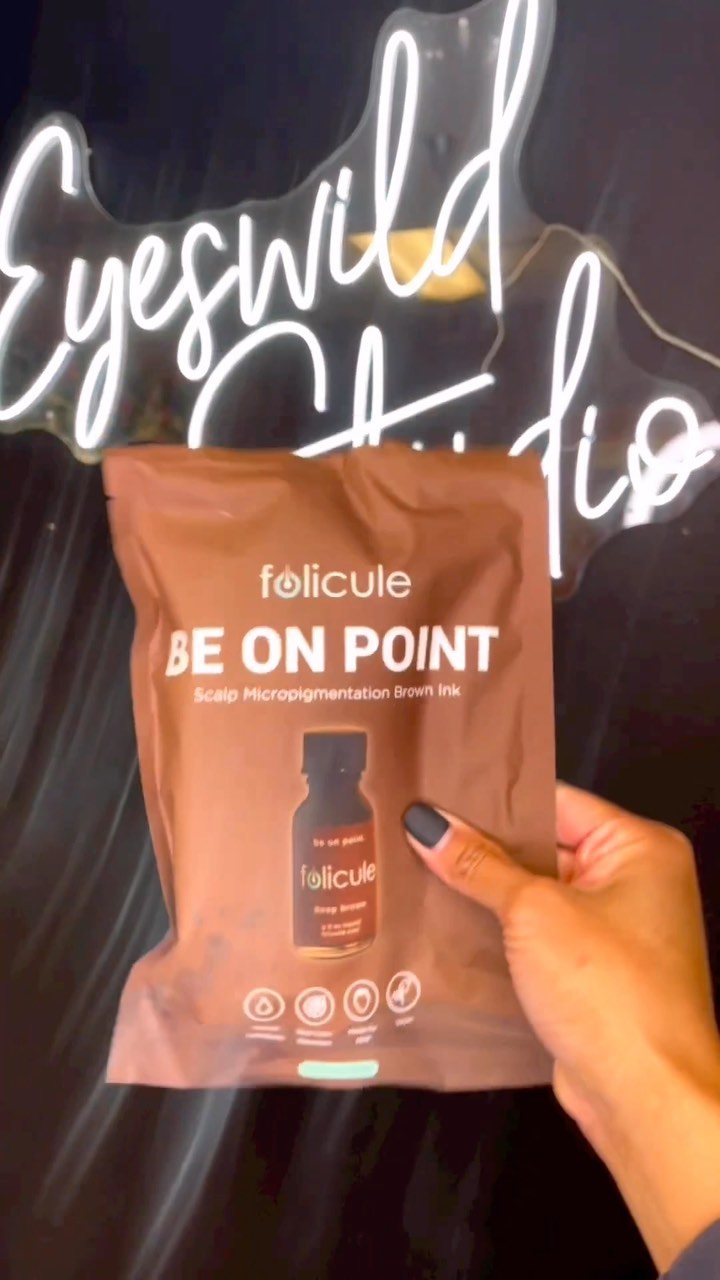 Eyeswild
Studio
folicule
BE ON POINT
Scalp Micropigmentation Brown Ink
be on point
folicule
deep brown